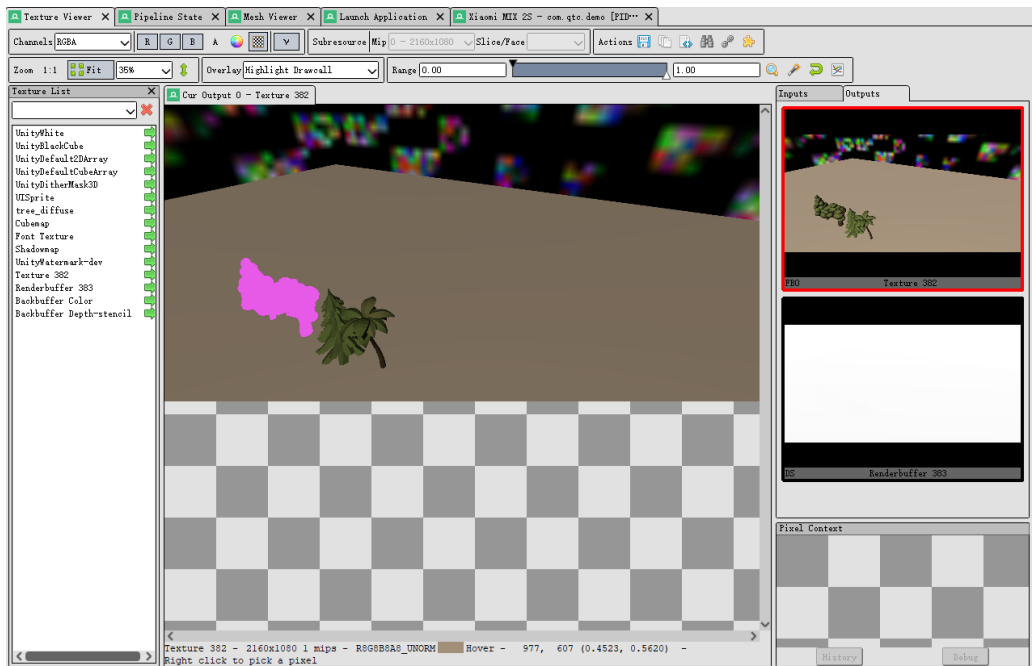 Texture Viewer X Pipeline State X Mesh Viewer X Launch Application X Xiaomi MIX 2S - com.qtc.demo [PID··· X
Channels RGBA R G B A γ Subresource Mip 0 - 2160x1080 Slice/Face Actions
Zoom 1:1 Fit 35% Overlay Highlight Drawcall Range 0.00 1.00
Texture List X
Cur Output 0 - Texture 382
Inputs Outputs
UnityWhite
UnityBlackCube
UnityDefault2DArray
UnityDefaultCubeArray
UnityDitherMask3D
UISprite
tree_diffuse
Cubemap
Font Texture
Shadowmap
UnityWatermark-dev
Texture 382
Renderbuffer 383
Backbuffer Color
Backbuffer Depth-stencil
FBO Texture 382
DS Renderbuffer 383
Pixel Context
History Debug
Texture 382 - 2160x1080 1 mips - R8G8B8A8_UNORM Hover - 977, 607 (0.4523, 0.5620) -
Right click to pick a pixel